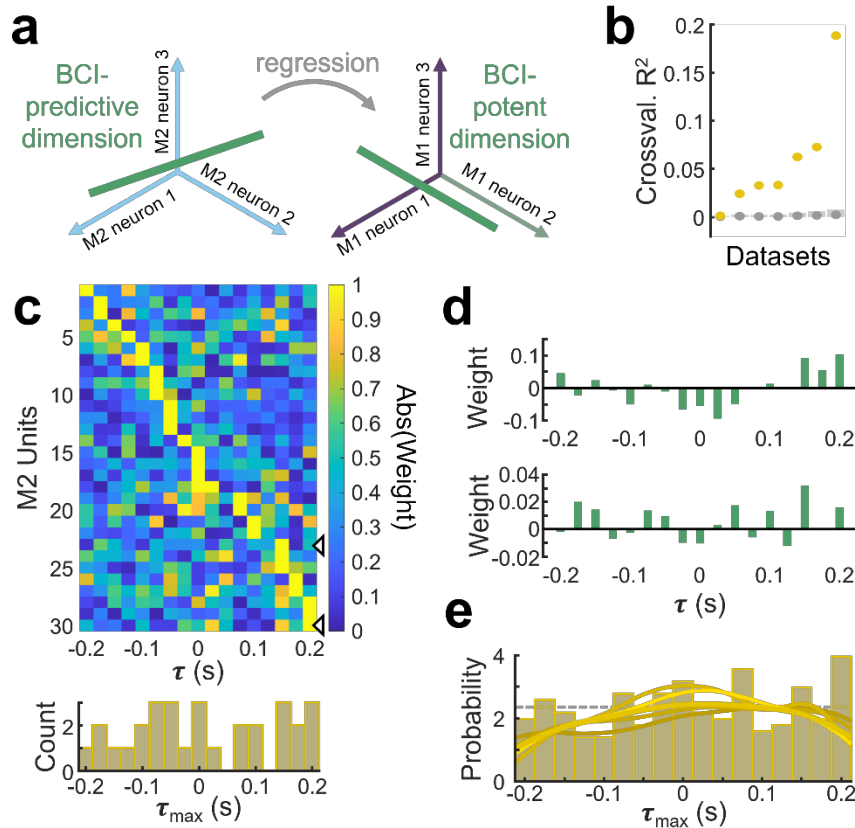 a
BCI-
predictive
dimension
M2 neuron 3
M2 neuron 1
M2 neuron 2
regression
BCI-
potent
dimension
M1 neuron 3
M1 neuron 1
M1 neuron 2
b
Crossval. R²
0.2
0.15
0.1
0.05
0
Datasets
c
M2 Units
5
10
15
20
25
30
-0.2 -0.1 0 0.1 0.2
τ (s)
1
0.9
0.8
0.7
0.6
0.5
0.4
0.3
0.2
0.1
0
Abs(Weight)
Count
2
0
-0.2 -0.1 0 0.1 0.2
τmax (s)
d
Weight
0.1
0
-0.1
-0.2 -0.1 0 0.1 0.2
Weight
0.04
0.02
0
-0.02
-0.2 -0.1 0 0.1 0.2
τ (s)
e
Probability
4
2
0
-0.2 -0.1 0 0.1 0.2
τmax (s)